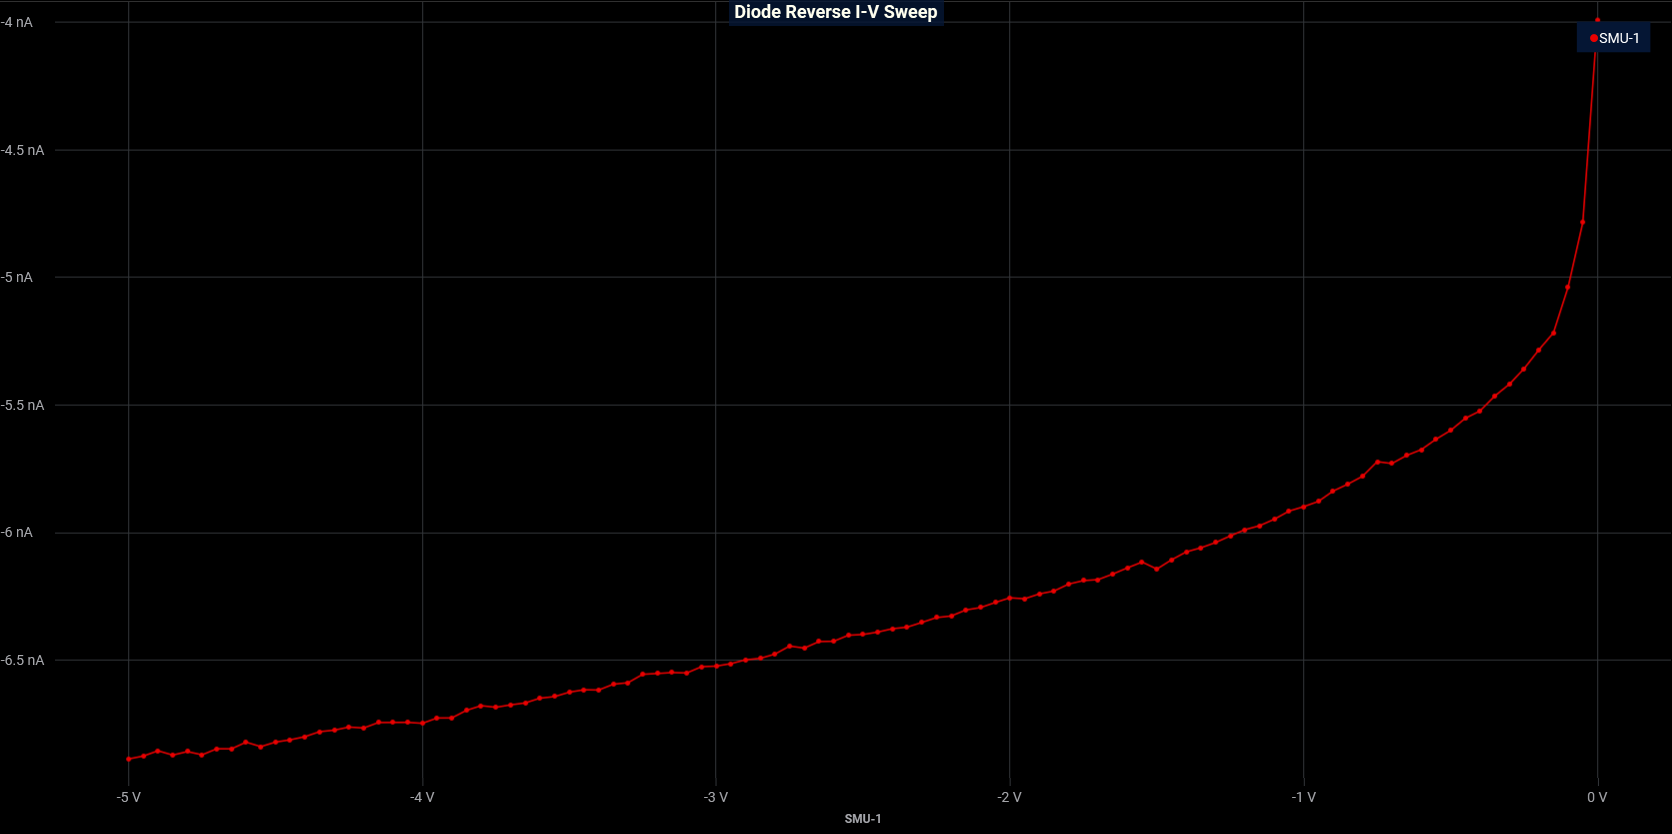 Diode Reverse I-V Sweep
SMU-1
-4 nA
-4.5 nA
-5 nA
-5.5 nA
-6 nA
-6.5 nA
-5 V
-4 V
-3 V
-2 V
-1 V
0 V
SMU-1